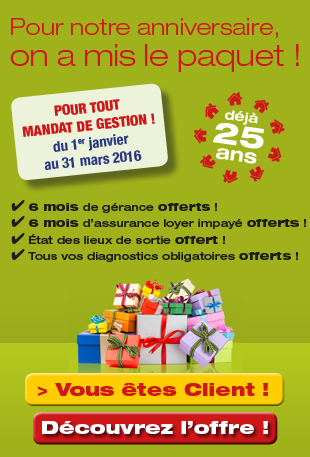 Pour notre anniversaire,
on a mis le paquet !
POUR TOUT
MANDAT DE GESTION !
du 1er janvier
au 31 mars 2016
déjà
25
ans
✔ 6 mois de gérance offerts !
✔ 6 mois d'assurance loyer impayé offerts !
✔ État des lieux de sortie offert !
✔ Tous vos diagnostics obligatoires offerts !
> Vous êtes Client !
Découvrez l'offre !